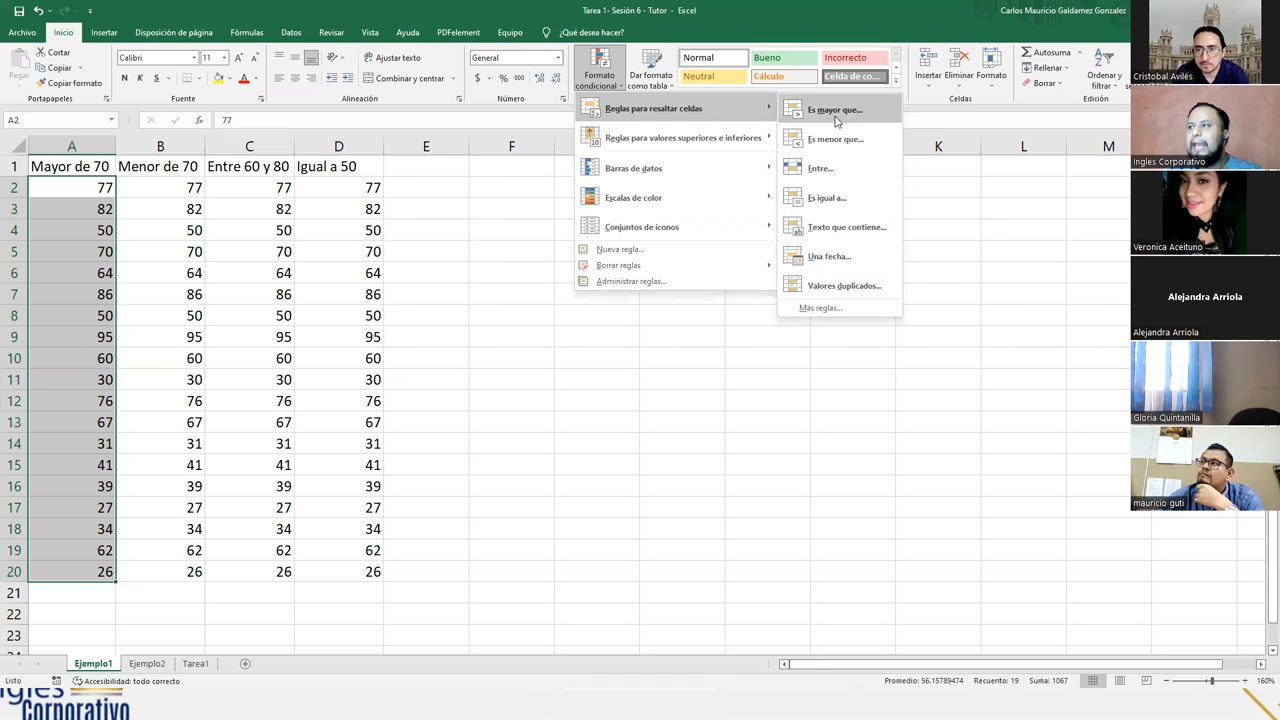 Tarea 1- Sesión 6 - Tutor - Excel
Carlos Mauricio Galdamez Gonzalez
Archivo Inicio Insertar Disposición de página Fórmulas Datos Revisar Vista Ayuda PDFelement Equipo ¿Qué desea hacer?
Pegar
Cortar
Copiar
Copiar formato
Portapapeles
Calibri 11
N K S
Fuente
Ajustar texto
Combinar y centrar
Alineación
General
$ % 000
Número
Formato condicional
Dar formato como tabla
Normal Bueno Incorrecto
Neutral Cálculo Celda de co...
Insertar Eliminar Formato
Celdas
Autosuma
Rellenar
Borrar
Ordenar y filtrar
Reglas para resaltar celdas
Reglas para valores superiores e inferiores
Barras de datos
Escalas de color
Conjuntos de iconos
Nueva regla...
Borrar reglas
Administrar reglas...
Es mayor que...
Es menor que...
Entre...
Es igual a...
Texto que contiene...
Una fecha...
Valores duplicados...
Más reglas...
A2 fx 77
A B C D E F K L M
1 Mayor de 70 Menor de 70 Entre 60 y 80 Igual a 50
2 77 77 77 77
3 82 82 82 82
4 50 50 50 50
5 70 70 70 70
6 64 64 64 64
7 86 86 86 86
8 50 50 50 50
9 95 95 95 95
10 60 60 60 60
11 30 30 30 30
12 76 76 76 76
13 67 67 67 67
14 31 31 31 31
15 41 41 41 41
16 39 39 39 39
17 27 27 27 27
18 34 34 34 34
19 62 62 62 62
20 26 26 26 26
21
22
23
Ejemplo1 Ejemplo2 Tarea1
Listo Accesibilidad: todo correcto
Promedio: 56.15789474 Recuento: 19 Suma: 1067 160%
Ingles
Corporativo
Cristobal Avilés
Ingles Corporativo
Veronica Aceituno
Alejandra Arriola
Alejandra Arriola
Gloria Quintanilla
mauricio guti